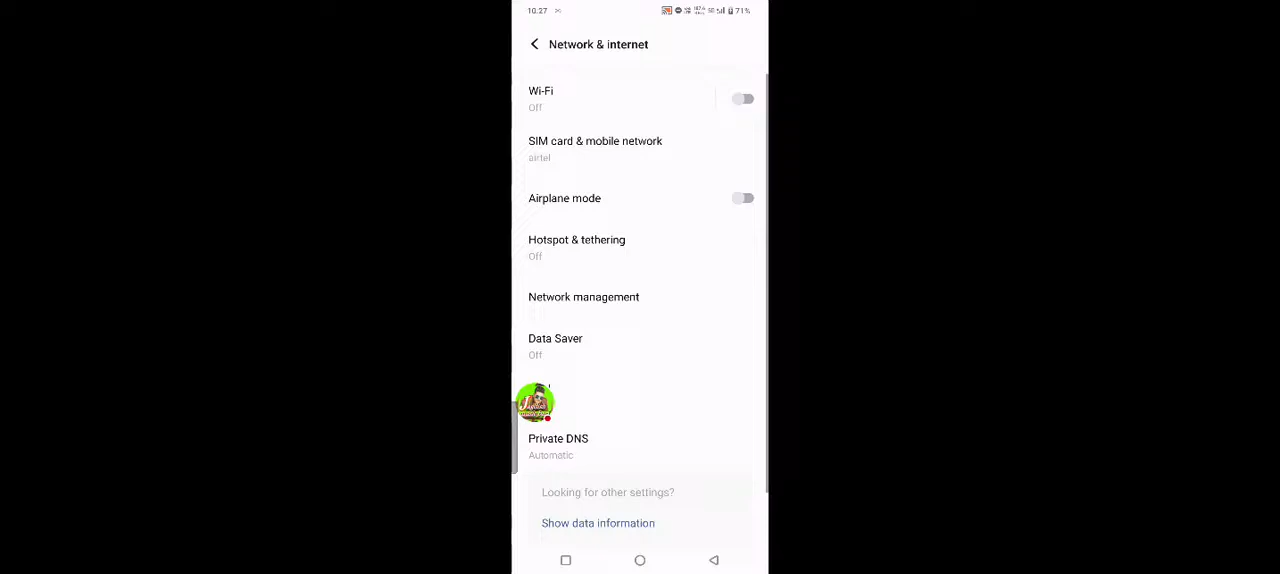 10.27
71%
Network & internet
Wi-Fi
Off
SIM card & mobile network
airtel
Airplane mode
Hotspot & tethering
Off
Network management
Data Saver
Off
Private DNS
Automatic
Looking for other settings?
Show data information